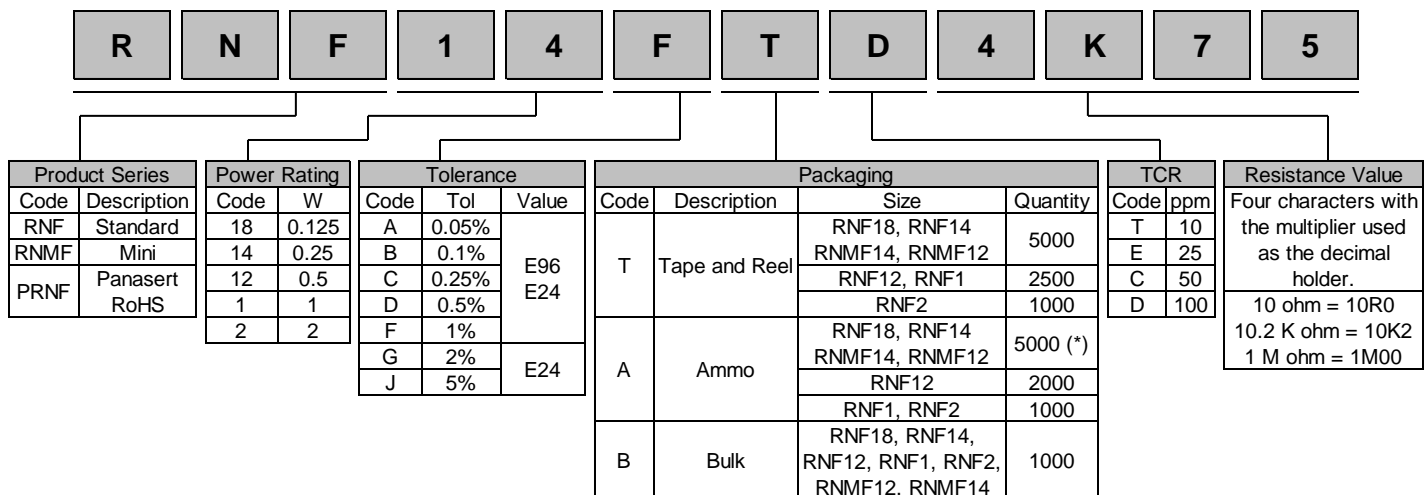 R N F 1 4 F T D 4 K 7 5
Product Series
Code Description
RNF Standard
RNMF Mini
PRNF Panasert
RoHS
Power Rating
Code W
18 0.125
14 0.25
12 0.5
1 1
2 2
Tolerance
Code Tol Value
A 0.05%
B 0.1%
C 0.25%
D 0.5%
F 1%
E96
E24
G 2%
J 5%
E24
Packaging
Code Description Size Quantity
T Tape and Reel
RNF18, RNF14
RNMF14, RNMF12
5000
RNF12, RNF1 2500
RNF2 1000
A Ammo
RNF18, RNF14
RNMF14, RNMF12
5000 (*)
RNF12 2000
RNF1, RNF2 1000
B Bulk
RNF18, RNF14,
RNF12, RNF1, RNF2,
RNMF12, RNMF14
1000
TCR
Code ppm
T 10
E 25
C 50
D 100
Resistance Value
Four characters with
the multiplier used
as the decimal
holder.
10 ohm = 10R0
10.2 K ohm = 10K2
1 M ohm = 1M00